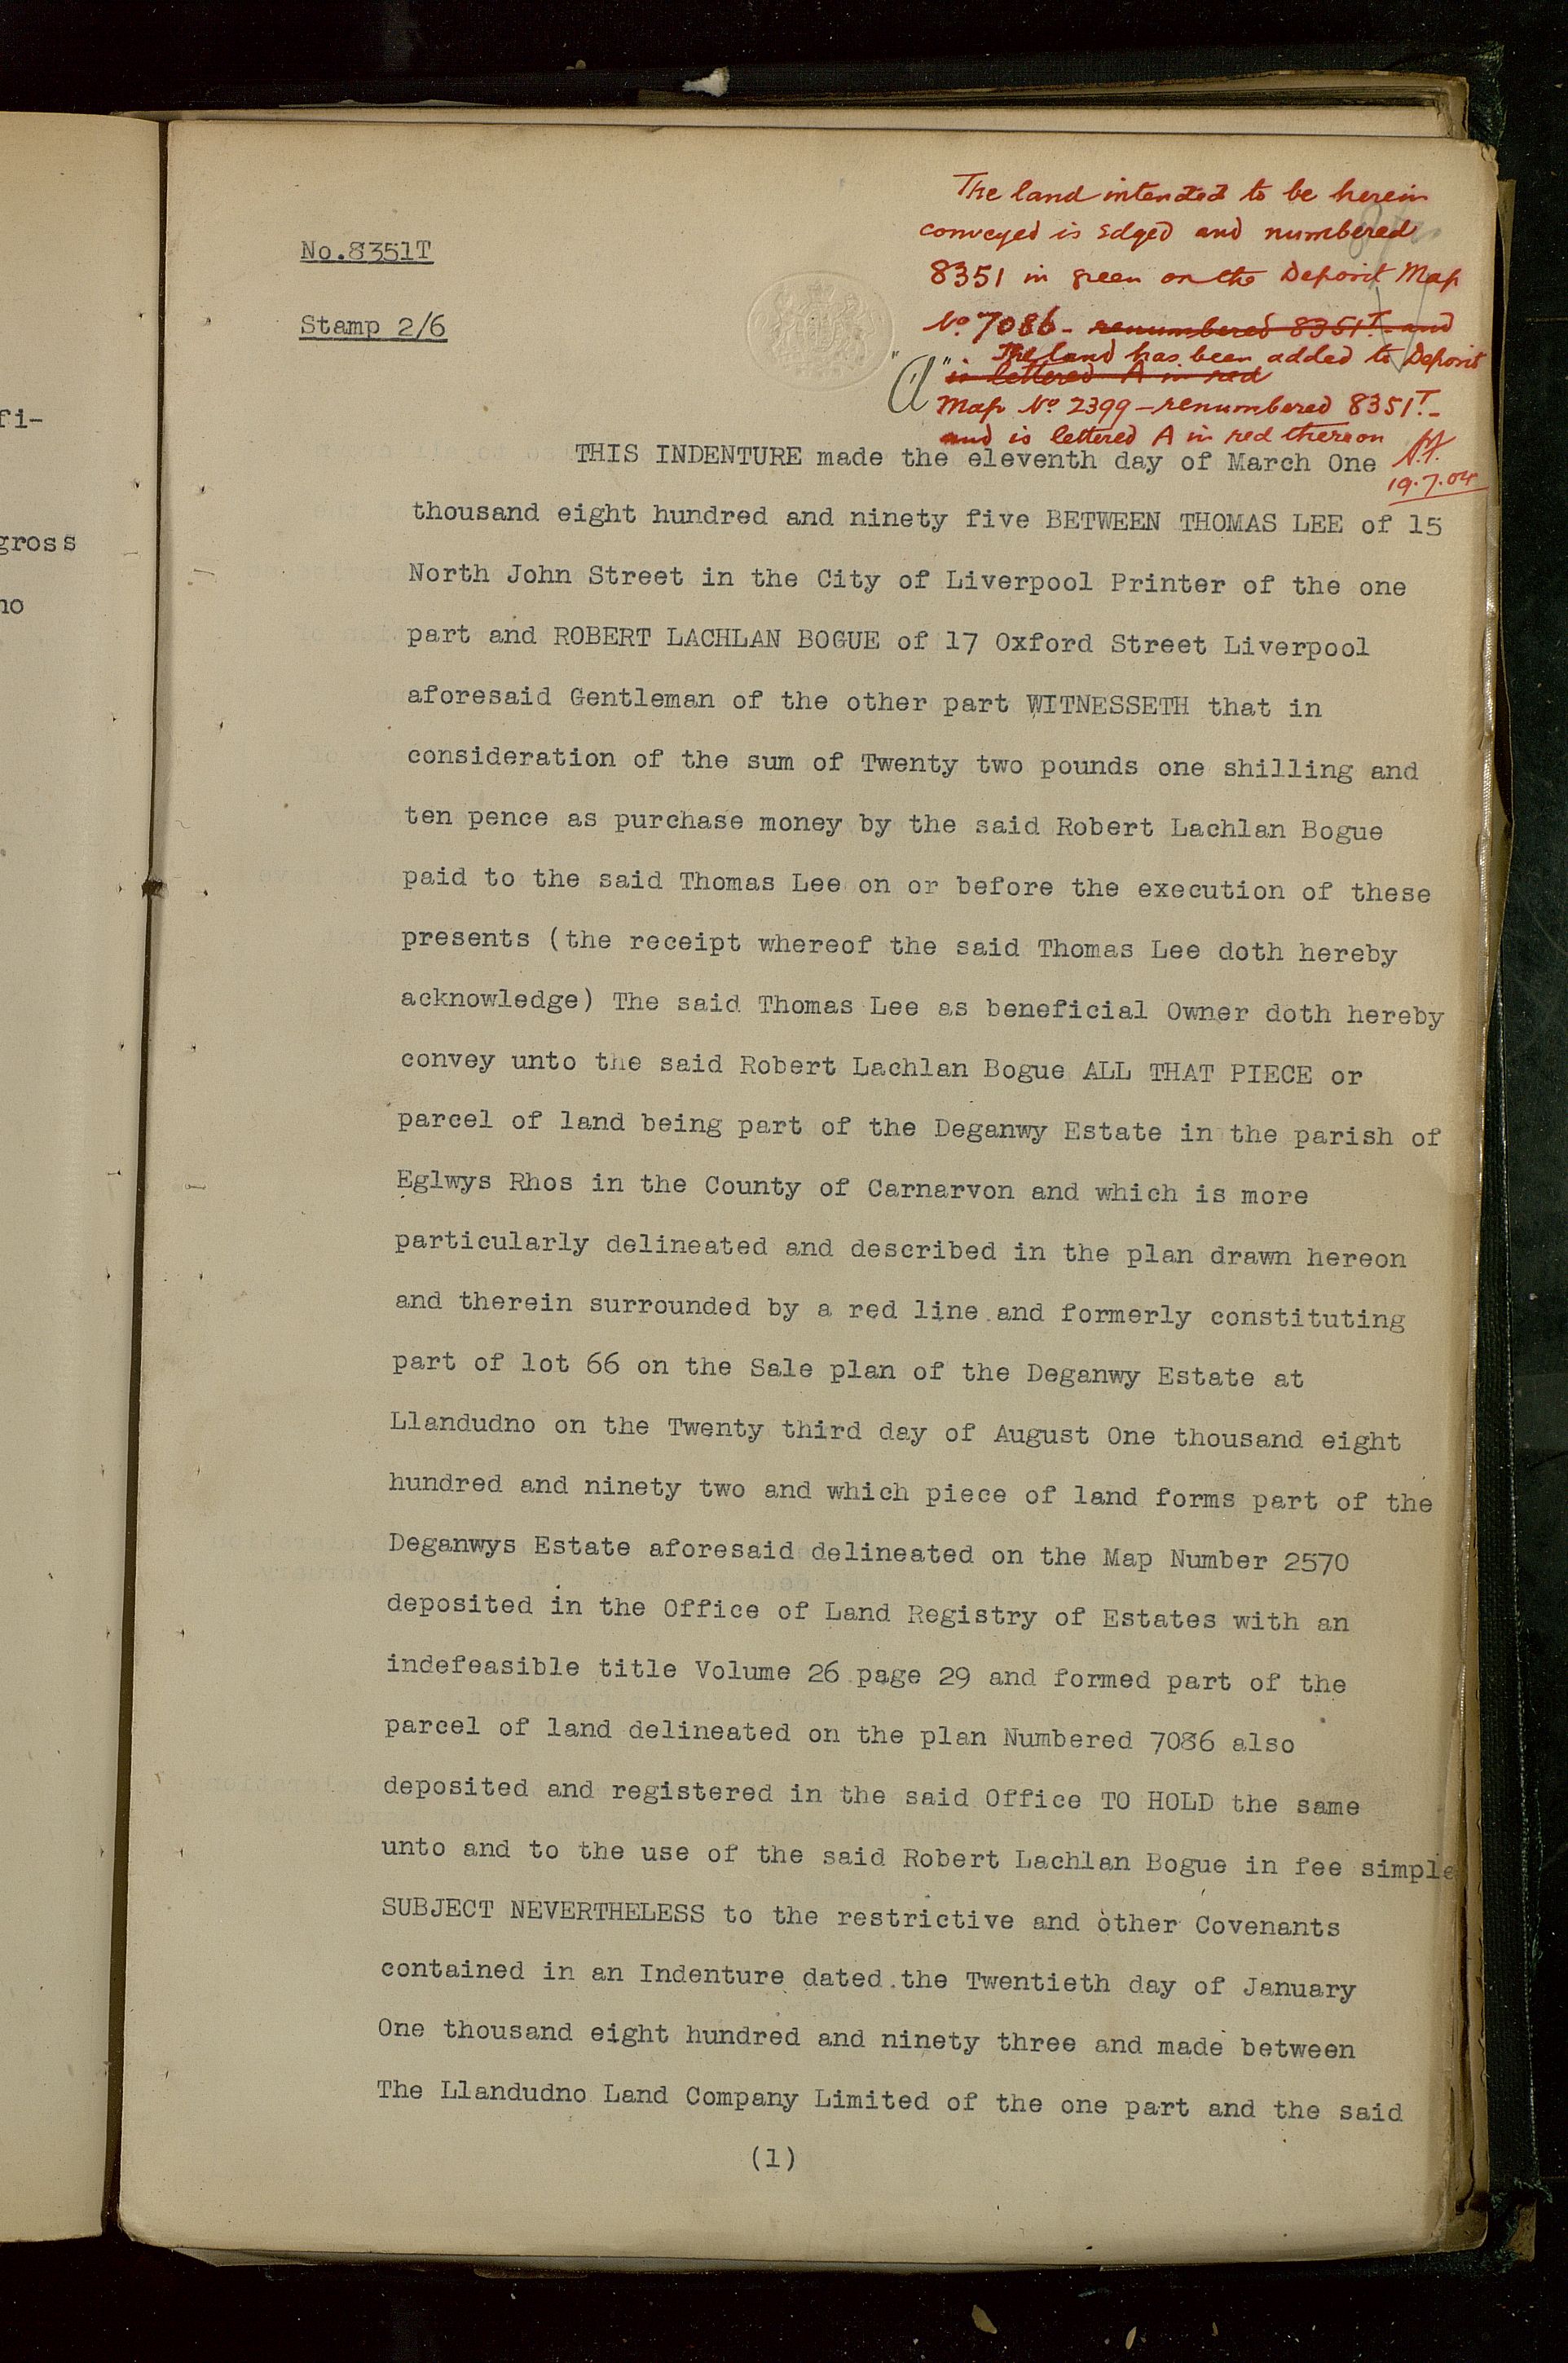 fi-
gross
no
No.8351T
Stamp 2/6
The land intended to be herein
conveyed is edged and numbered
8351 in green on the Deposit Map
No. 7086 - renumbered 8351T. and
The land has been added to Deposit
is lettered A in red
Map No 2399 - renumbered 8351T -
and is lettered A in red thereon
19.7.04
"A"
THIS INDENTURE made the eleventh day of March One
thousand eight hundred and ninety five BETWEEN THOMAS LEE of 15
North John Street in the City of Liverpool Printer of the one
part and ROBERT LACHLAN BOGUE of 17 Oxford Street Liverpool
aforesaid Gentleman of the other part WITNESSETH that in
consideration of the sum of Twenty two pounds one shilling and
ten pence as purchase money by the said Robert Lachlan Bogue
paid to the said Thomas Lee on or before the execution of these
presents (the receipt whereof the said Thomas Lee doth hereby
acknowledge) The said Thomas Lee as beneficial Owner doth hereby
convey unto the said Robert Lachlan Bogue ALL THAT PIECE or
parcel of land being part of the Deganwy Estate in the parish of
Eglwys Rhos in the County of Carnarvon and which is more
particularly delineated and described in the plan drawn hereon
and therein surrounded by a red line and formerly constituting
part of lot 66 on the Sale plan of the Deganwy Estate at
Llandudno on the Twenty third day of August One thousand eight
hundred and ninety two and which piece of land forms part of the
Deganwys Estate aforesaid delineated on the Map Number 2570
deposited in the Office of Land Registry of Estates with an
indefeasible title Volume 26 page 29 and formed part of the
parcel of land delineated on the plan Numbered 7086 also
deposited and registered in the said Office TO HOLD the same
unto and to the use of the said Robert Lachlan Bogue in fee simple
SUBJECT NEVERTHELESS to the restrictive and other Covenants
contained in an Indenture dated the Twentieth day of January
One thousand eight hundred and ninety three and made between
The Llandudno Land Company Limited of the one part and the said
(1)